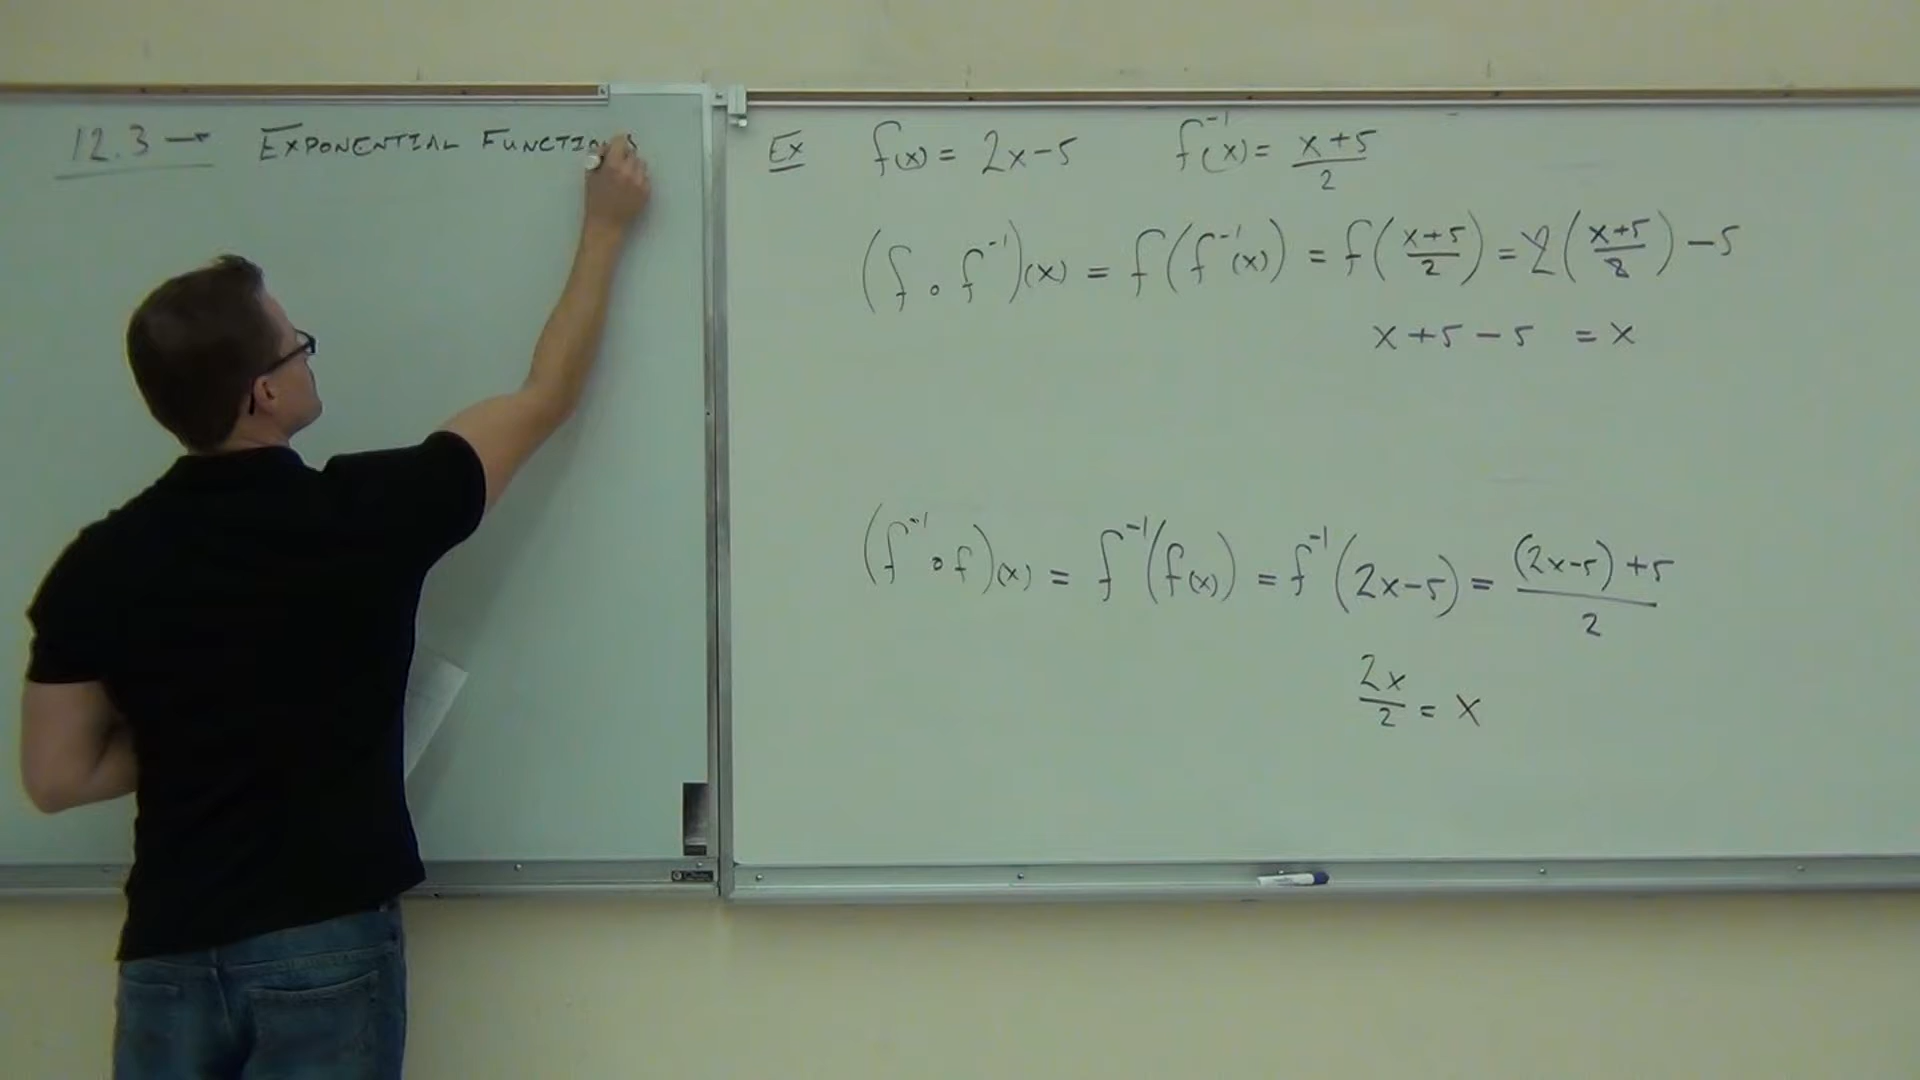 12.3 → EXPONENTIAL FUNCTIONS
Ex f(x) = 2x-5 f⁻¹(x) = (x+5)/2
(f ∘ f⁻¹)(x) = f(f⁻¹(x)) = f((x+5)/2) = 2((x+5)/2) - 5
x + 5 - 5 = x
(f⁻¹ ∘ f)(x) = f⁻¹(f(x)) = f⁻¹(2x-5) = ((2x-5)+5)/2
2x/2 = x